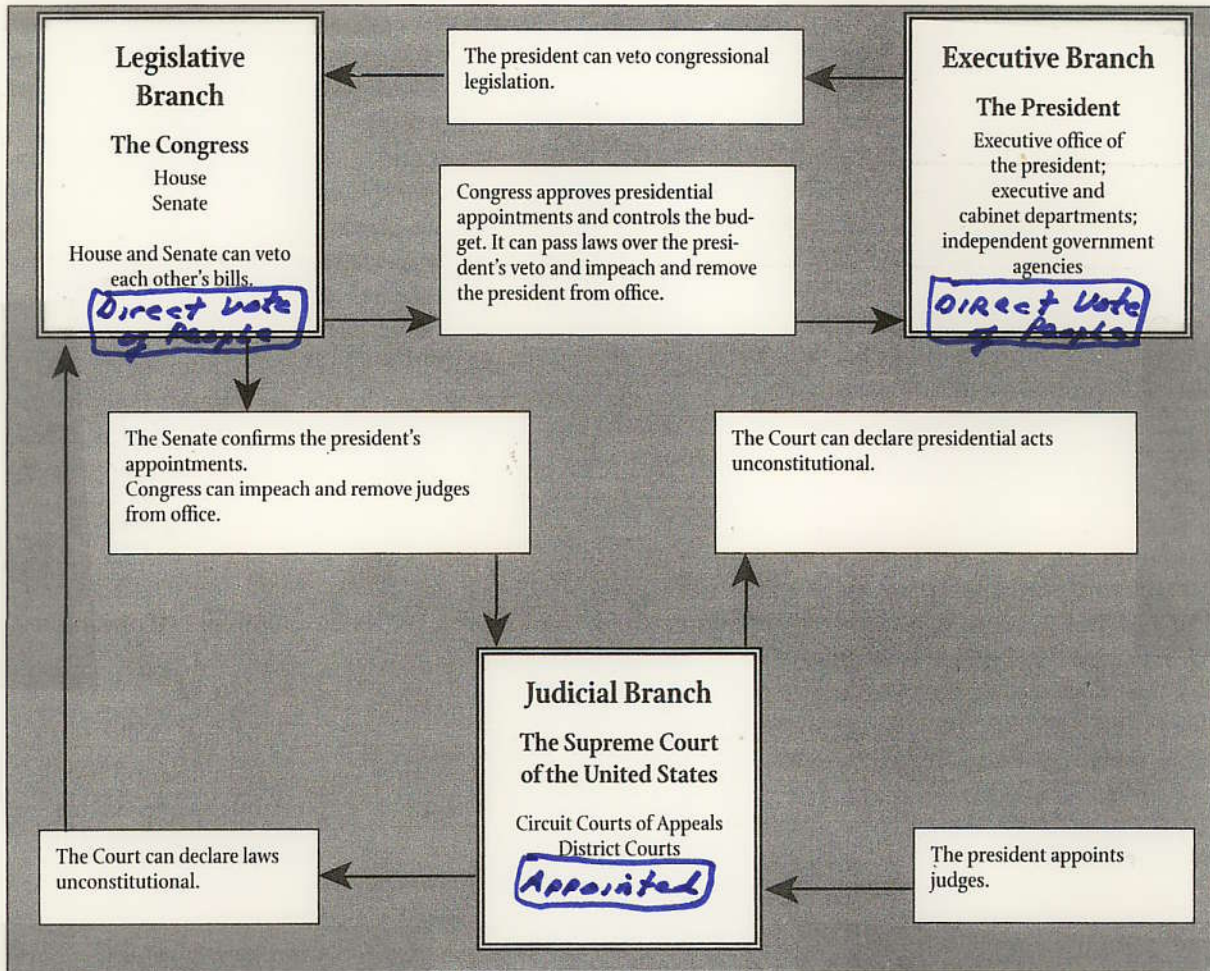 Legislative
Branch
The Congress
House
Senate
House and Senate can veto
each other's bills.
Direct Vote
of People
The president can veto congressional
legislation.
Executive Branch
The President
Executive office of
the president;
executive and
cabinet departments;
independent government
agencies
Direct Vote
of People
Congress approves presidential
appointments and controls the bud-
get. It can pass laws over the presi-
dent's veto and impeach and remove
the president from office.
The Senate confirms the president's
appointments.
Congress can impeach and remove judges
from office.
The Court can declare presidential acts
unconstitutional.
Judicial Branch
The Supreme Court
of the United States
Circuit Courts of Appeals
District Courts
Appointed
The Court can declare laws
unconstitutional.
The president appoints
judges.